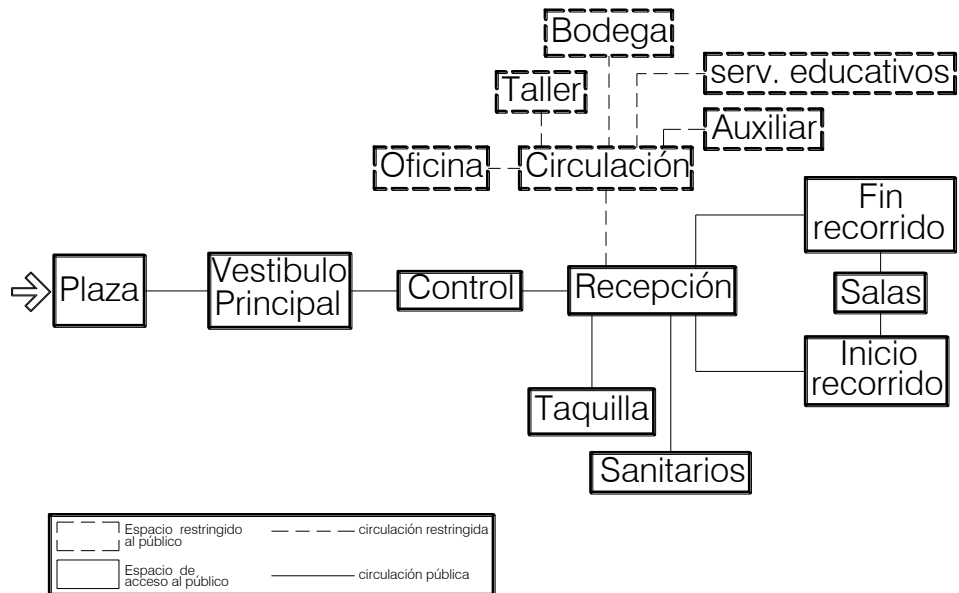 Bodega
serv. educativos
Taller
Auxiliar
Oficina
Circulación
Fin
recorrido
Plaza
Vestibulo
Principal
Control
Recepción
Salas
Inicio
recorrido
Taquilla
Sanitarios
Espacio restringido
al público
circulación restringida
Espacio de
acceso al público
circulación pública